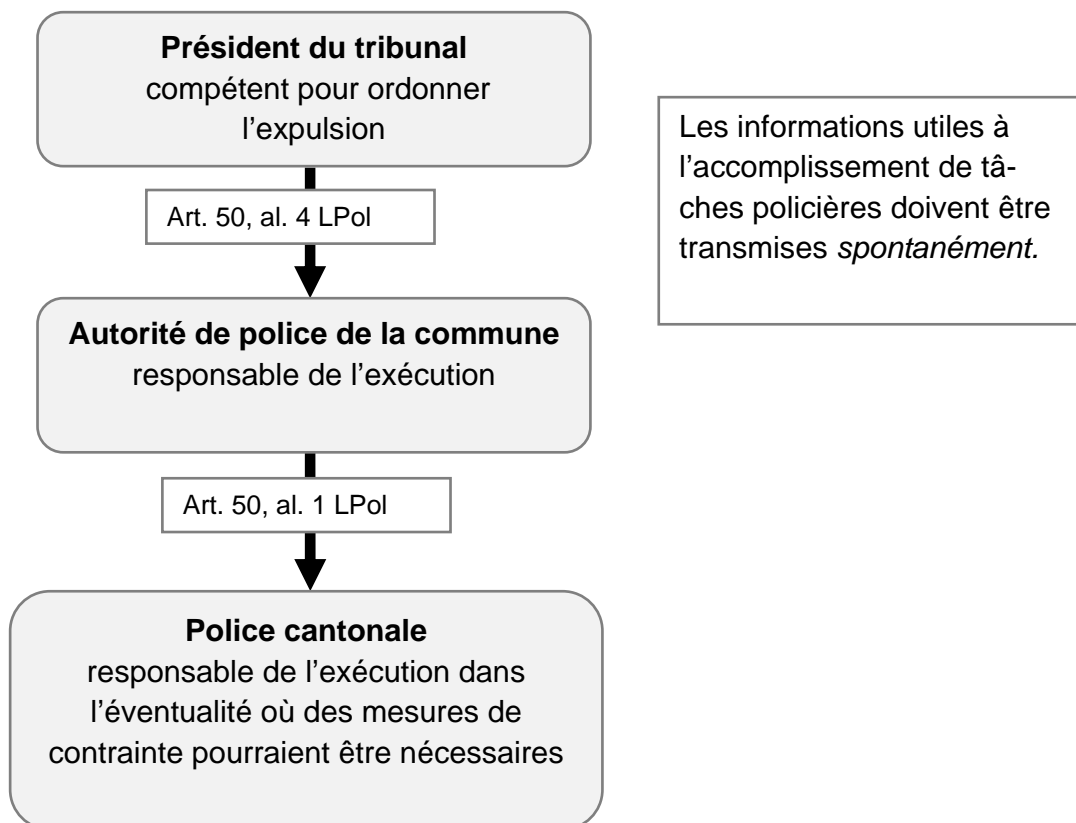 Président du tribunal
compétent pour ordonner
l’expulsion
Les informations utiles à
l’accomplissement de tâ-
ches policières doivent être
transmises spontanément.
Art. 50, al. 4 LPol
Autorité de police de la commune
responsable de l’exécution
Art. 50, al. 1 LPol
Police cantonale
responsable de l’exécution dans
l’éventualité où des mesures de
contrainte pourraient être nécessaires